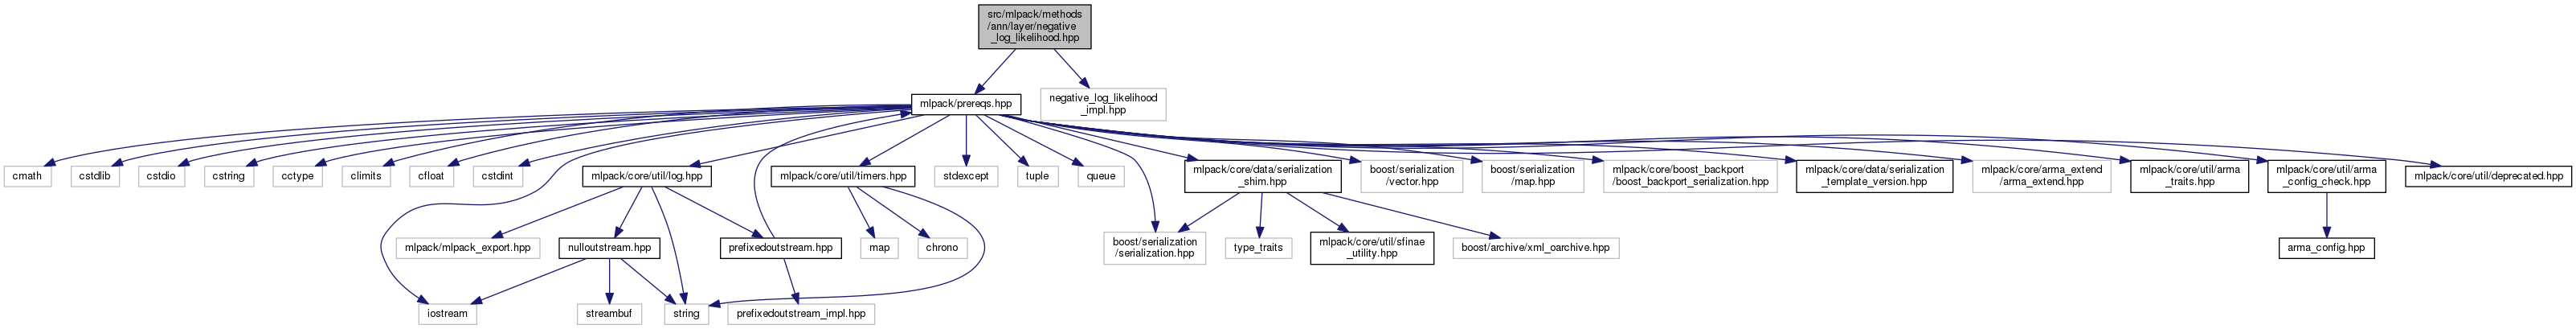 src/mlpack/methods
/ann/layer/negative
_log_likelihood.hpp
mlpack/prereqs.hpp
negative_log_likelihood
_impl.hpp
cmath
cstdlib
cstdio
cstring
cctype
climits
cfloat
cstdint
mlpack/core/util/log.hpp
mlpack/core/util/timers.hpp
stdexcept
tuple
queue
mlpack/core/data/serialization
_shim.hpp
boost/serialization
/vector.hpp
boost/serialization
/map.hpp
mlpack/core/boost_backport
/boost_backport_serialization.hpp
mlpack/core/data/serialization
_template_version.hpp
mlpack/core/arma_extend
/arma_extend.hpp
mlpack/core/util/arma
_traits.hpp
mlpack/core/util/arma
_config_check.hpp
mlpack/core/util/deprecated.hpp
mlpack/mlpack_export.hpp
nulloutstream.hpp
prefixedoutstream.hpp
map
chrono
boost/serialization
/serialization.hpp
type_traits
mlpack/core/util/sfinae
_utility.hpp
boost/archive/xml_oarchive.hpp
arma_config.hpp
iostream
streambuf
string
prefixedoutstream_impl.hpp